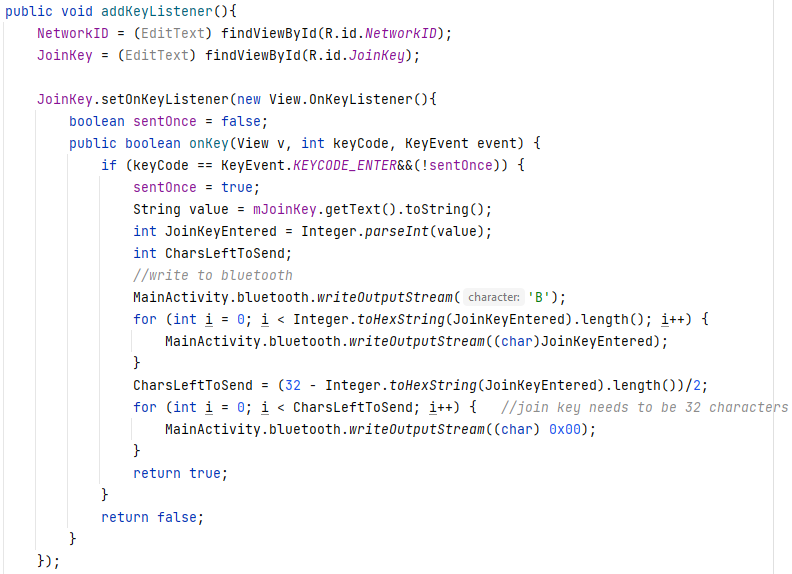 public void addKeyListener(){
    NetworkID = (EditText) findViewById(R.id.NetworkID);
    JoinKey = (EditText) findViewById(R.id.JoinKey);

    JoinKey.setOnKeyListener(new View.OnKeyListener(){
        boolean sentOnce = false;
        public boolean onKey(View v, int keyCode, KeyEvent event) {
            if (keyCode == KeyEvent.KEYCODE_ENTER&&(!sentOnce)) {
                sentOnce = true;
                String value = mJoinKey.getText().toString();
                int JoinKeyEntered = Integer.parseInt(value);
                int CharsLeftToSend;
                //write to bluetooth
                MainActivity.bluetooth.writeOutputStream( character: 'B');
                for (int i = 0; i < Integer.toHexString(JoinKeyEntered).length(); i++) {
                    MainActivity.bluetooth.writeOutputStream((char)JoinKeyEntered);
                }
                CharsLeftToSend = (32 - Integer.toHexString(JoinKeyEntered).length())/2;
                for (int i = 0; i < CharsLeftToSend; i++) {   //join key needs to be 32 characters
                    MainActivity.bluetooth.writeOutputStream((char) 0x00);
                }
                return true;
            }
            return false;
        }
    });